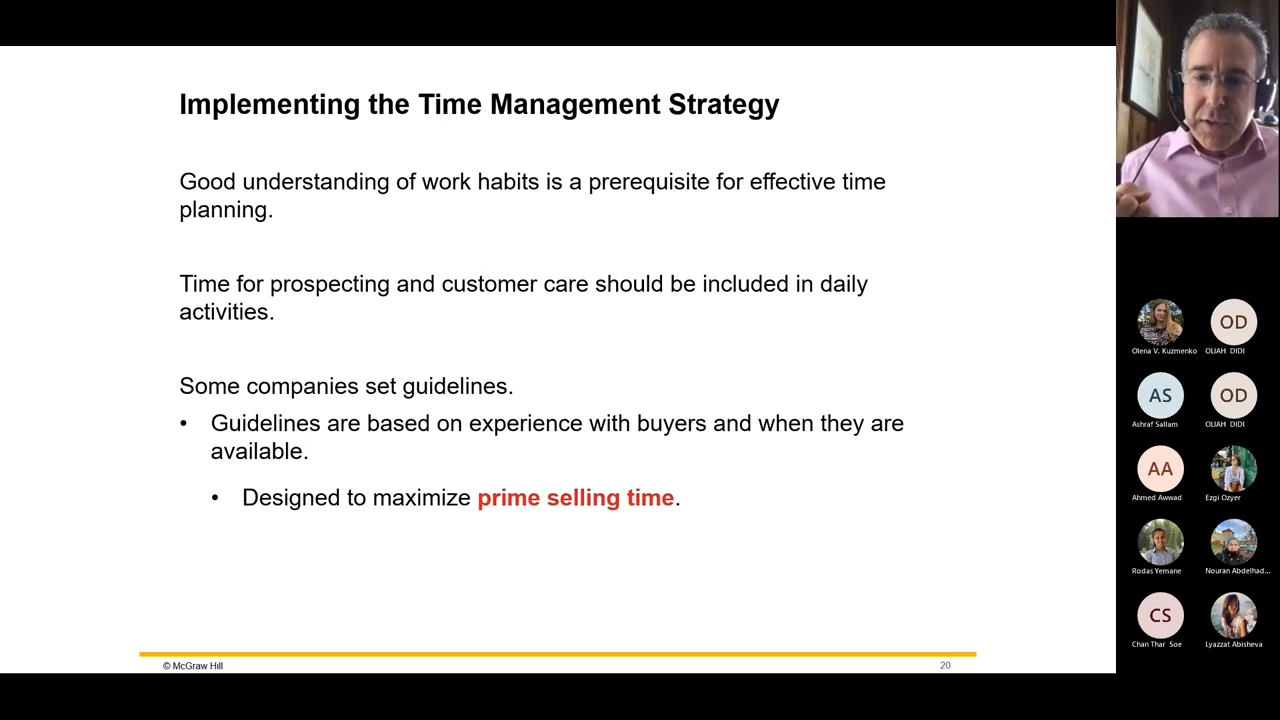 Implementing the Time Management Strategy
Good understanding of work habits is a prerequisite for effective time
planning.
Time for prospecting and customer care should be included in daily
activities.
Some companies set guidelines.
• Guidelines are based on experience with buyers and when they are
available.
• Designed to maximize prime selling time.
© McGraw Hill
20
Olena V. Kuzmenko
OD
OLIAH DIDI
AS
Ashraf Sallam
OD
OLIAH DIDI
AA
Ahmed Awwad
Ezgi Ozyer
Rodas Yemane
Nouran Abdelhad...
CS
Chan Thar Soe
Lyazzat Abisheva